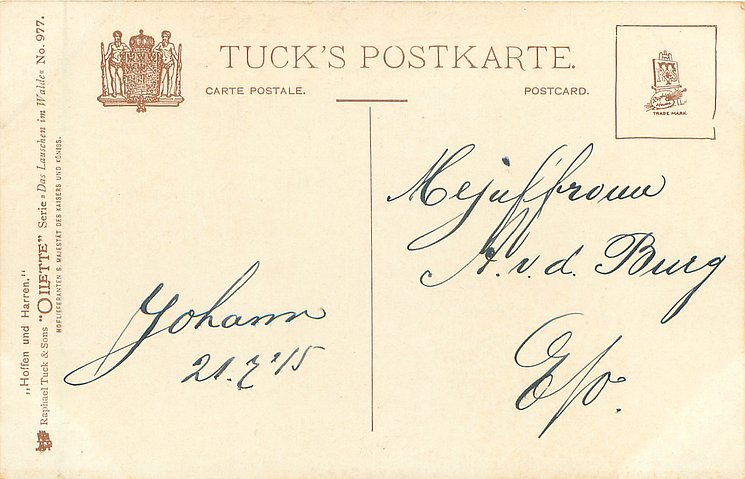 TUCK'S POSTKARTE.
CARTE POSTALE.
POSTCARD.
TRADE MARK.
„Hoffen und Harren."
Raphael Tuck & Sons "OILETTE" Serie »Das Lauschen im Walde« No. 977.
HOFLIEFERANTEN S. MAJESTÄT DES KAISERS UND KÖNIGS.
Johann
21.7.'15
Mejuffrouw
A.v.d. Burg